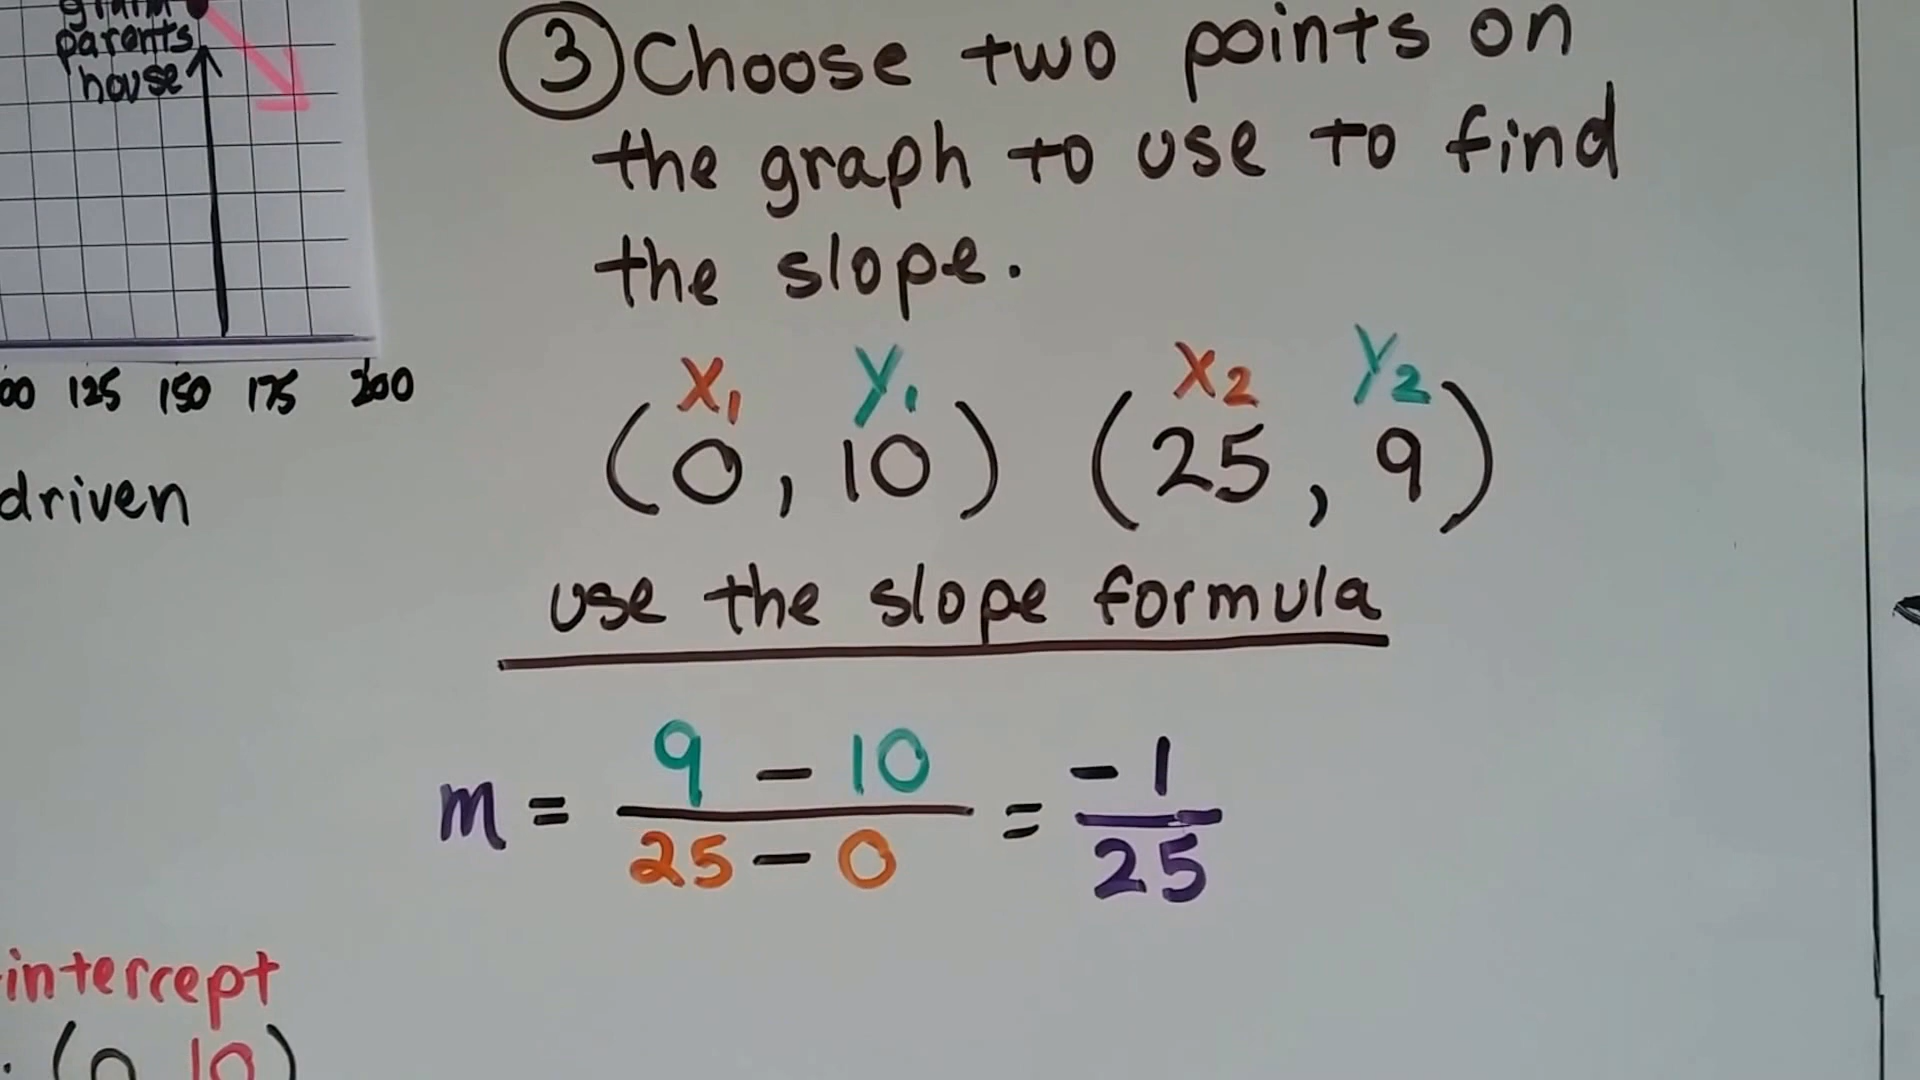 parents
house
125 150 175 200
driven
③ Choose two points on
the graph to use to find
the slope.
x₁ y₁ x₂ y₂
(0, 10) (25, 9)
use the slope formula
m = 9 - 10 / 25 - 0 = -1 / 25
intercept
(0 10)